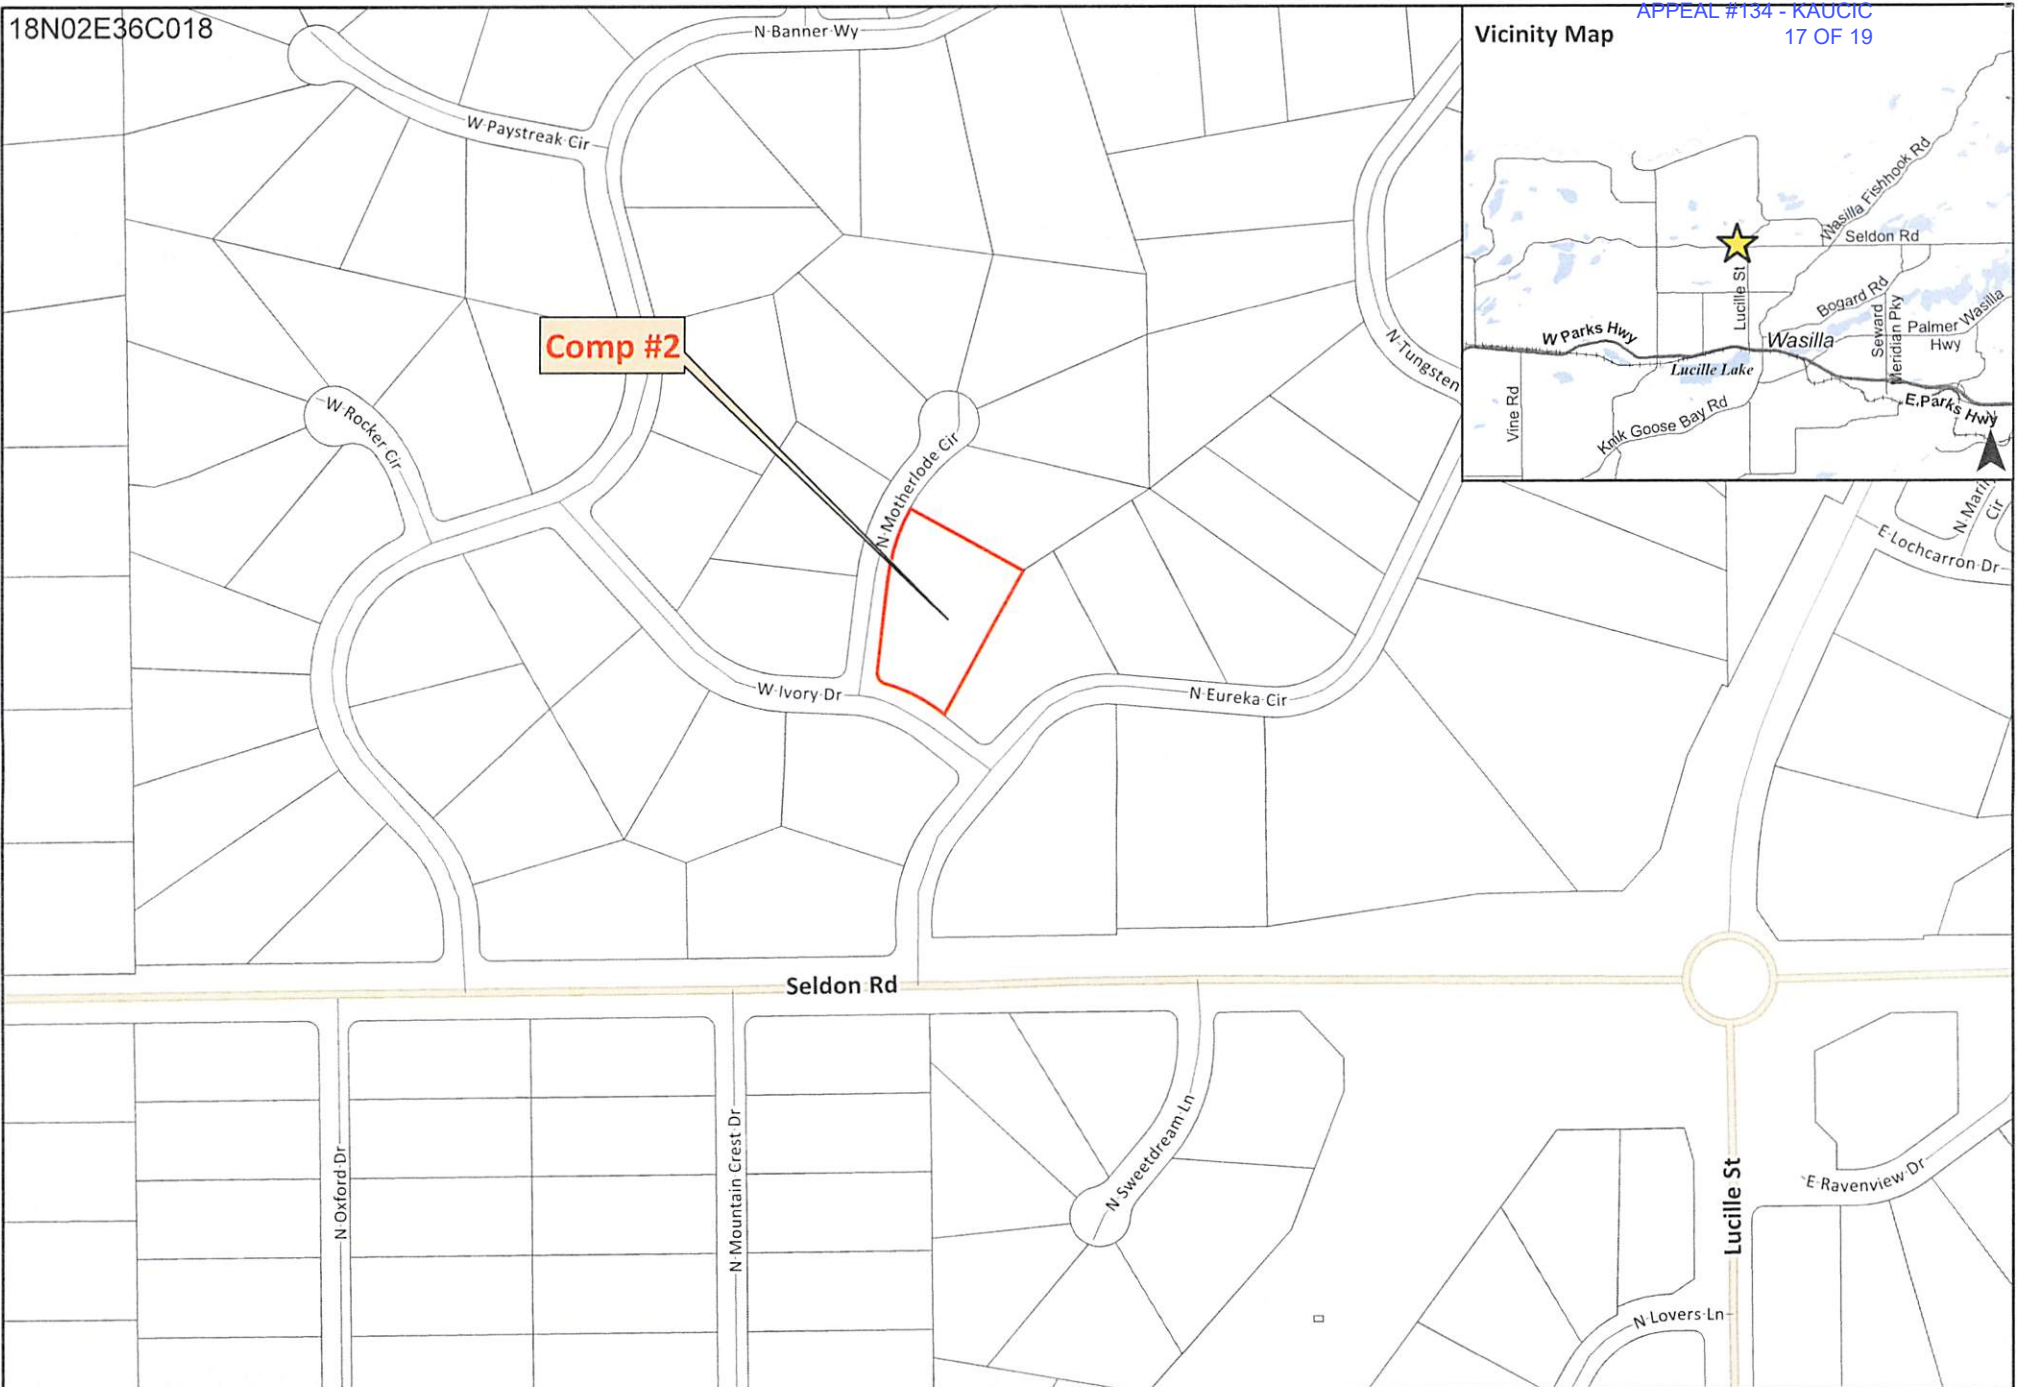 18N02E36C018
APPEAL #134 - KAUCIC
17 OF 19
Vicinity Map
Wasilla Fishhook Rd
Seldon Rd
Lucille St
Bogard Rd
Seward
Meridian Pky
Palmer Wasilla
Hwy
W Parks Hwy
Wasilla
Lucille Lake
E Parks Hwy
Vine Rd
Knik Goose Bay Rd
N Banner Wy
W Paystreak Cir
Comp #2
N Tungsten
W Rocker Cir
N Motherlode Cir
N Marin
Cir
E Lochcarron Dr
W Ivory Dr
N Eureka Cir
Seldon Rd
N Oxford Dr
N Mountain Crest Dr
N Sweetdream Ln
Lucille St
E Ravenview Dr
N Lovers Ln